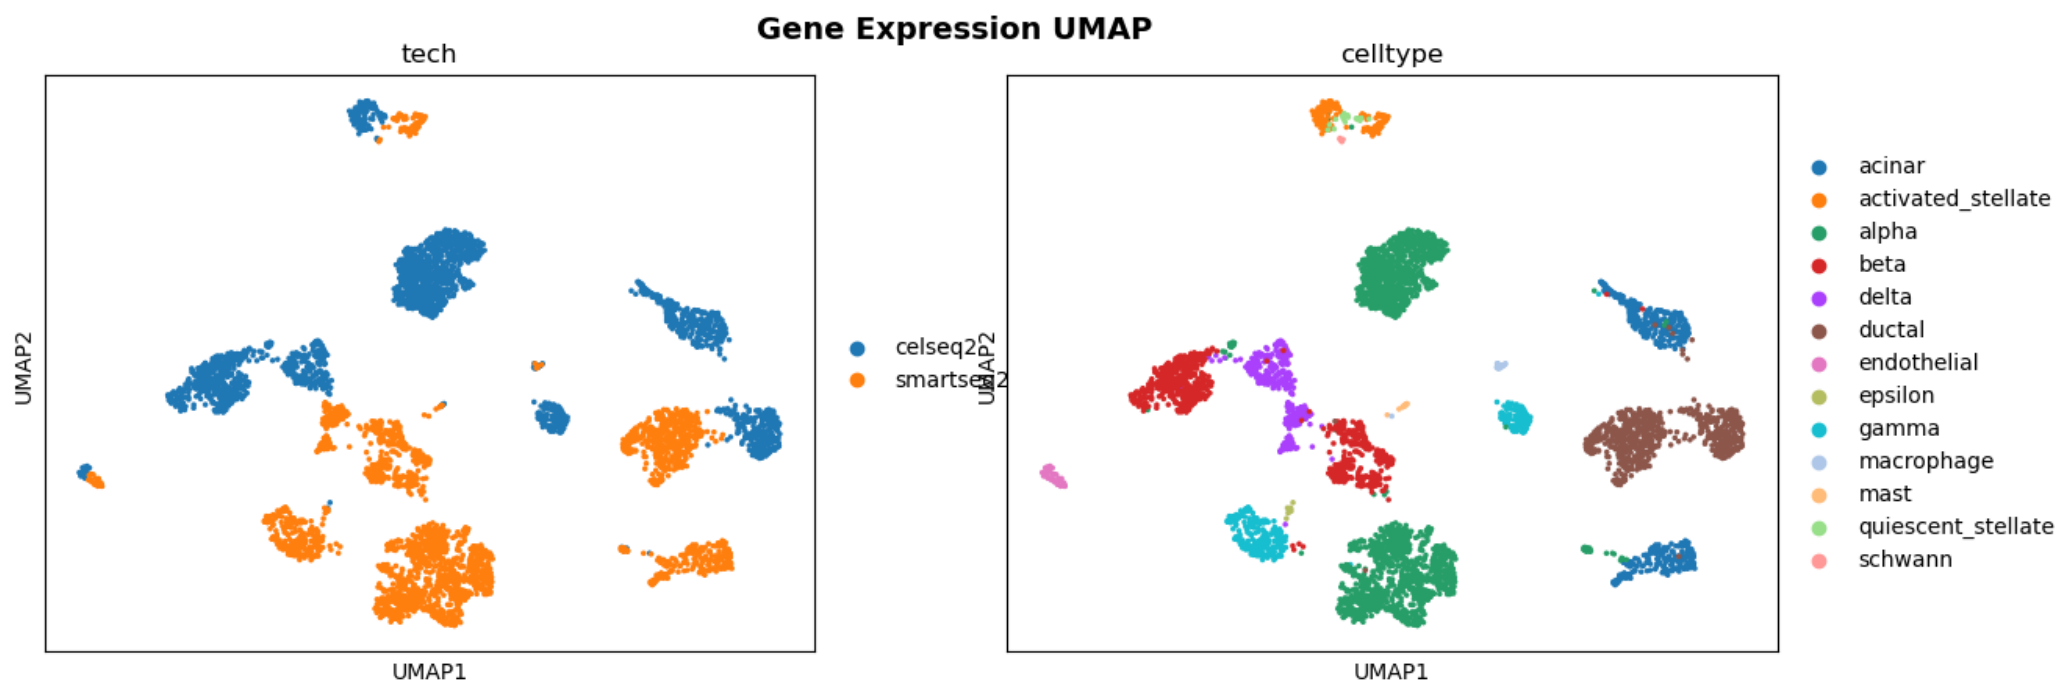 Gene Expression UMAP
tech
UMAP2
UMAP1
celseq2
smartseq2
celltype
UMAP2
UMAP1
acinar
activated_stellate
alpha
beta
delta
ductal
endothelial
epsilon
gamma
macrophage
mast
quiescent_stellate
schwann